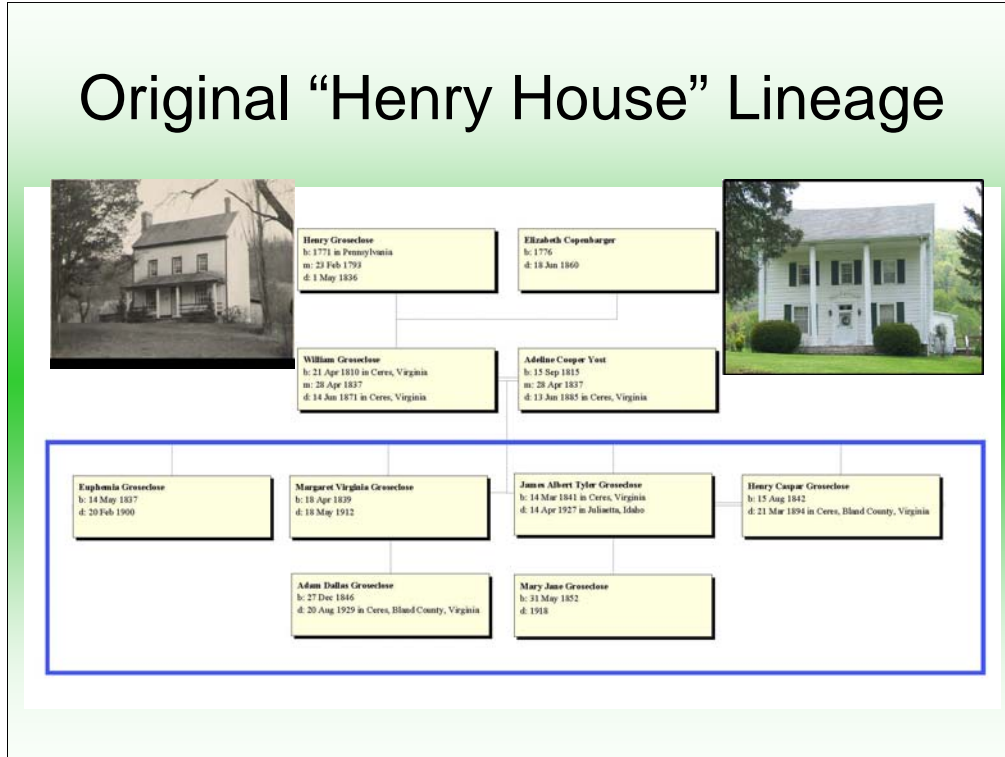 Original “Henry House” Lineage
Henry Groseclose
b: 1771 in Pennsylvania
m: 23 Feb 1793
d: 1 May 1836
Elizabeth Copenbarger
b: 1776
d: 18 Jun 1860
William Groseclose
b: 21 Apr 1810 in Ceres, Virginia
m: 28 Apr 1837
d: 14 Jun 1871 in Ceres, Virginia
Adeline Cooper Yost
b: 15 Sep 1815
m: 28 Apr 1837
d: 13 Jun 1885 in Ceres, Virginia
Euphemia Groseclose
b: 14 May 1837
d: 20 Feb 1900
Margaret Virginia Groseclose
b: 18 Apr 1839
d: 18 May 1912
James Albert Tyler Groseclose
b: 14 Mar 1841 in Ceres, Virginia
d: 14 Apr 1927 in Juliaetta, Idaho
Henry Caspar Groseclose
b: 15 Aug 1842
d: 21 Mar 1894 in Ceres, Bland County, Virginia
Adam Dallas Groseclose
b: 27 Dec 1846
d: 20 Aug 1929 in Ceres, Bland County, Virginia
Mary Jane Groseclose
b: 31 May 1852
d: 1918